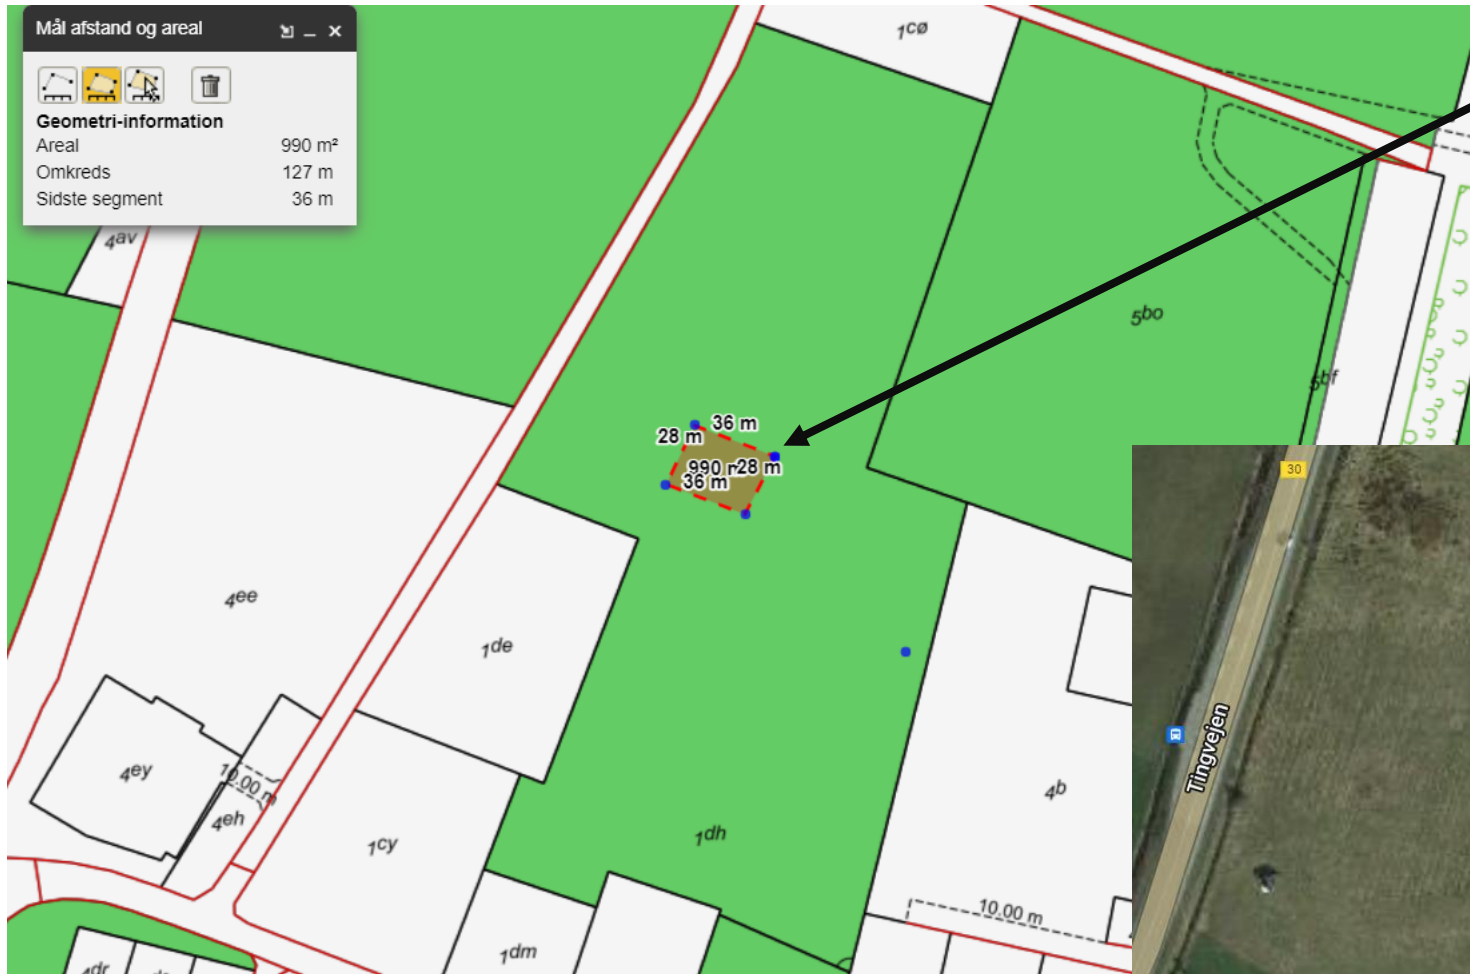 Mål afstand og areal
Geometri-information
Areal 990 m²
Omkreds 127 m
Sidste segment 36 m
1cø
4av
5bo
5bf
36 m
28 m
990 m
28 m
36 m
30
4ee
1de
Tingvejen
4ey
10.00 m
4eh
4b
1cy
1dh
10.00 m
1dm
4dr